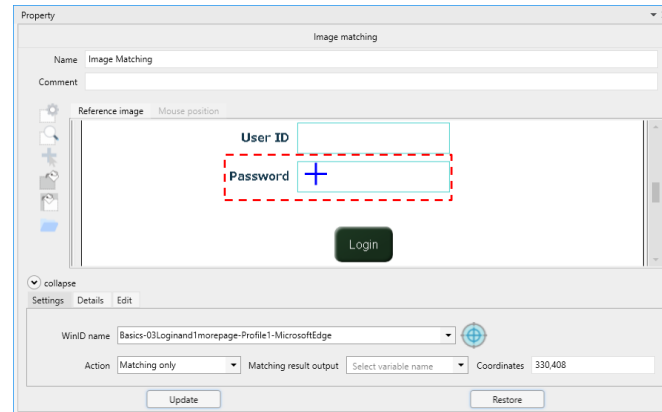 Property
Image matching
Name Image Matching
Comment
Reference image Mouse position
User ID
Password
Login
collapse
Settings Details Edit
WinID name Basics-03Loginand1morepage-Profile1-MicrosoftEdge
Action Matching only Matching result output Select variable name Coordinates 330,408
Update Restore